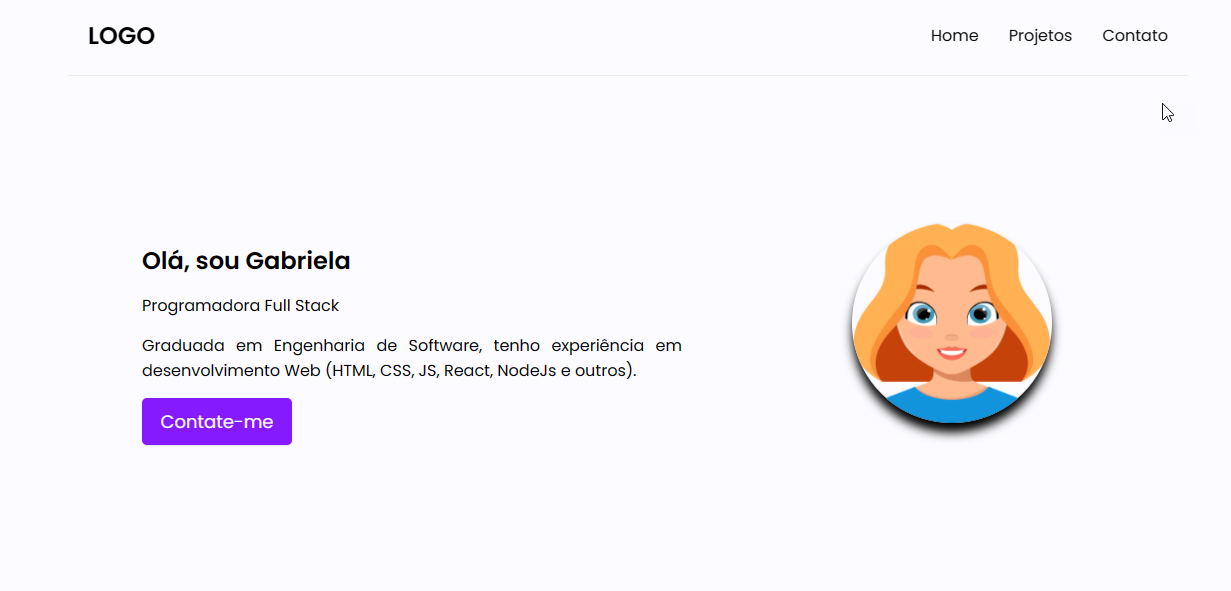 LOGO
Home Projetos Contato
Olá, sou Gabriela
Programadora Full Stack
Graduada em Engenharia de Software, tenho experiência em
desenvolvimento Web (HTML, CSS, JS, React, NodeJs e outros).
Contate-me